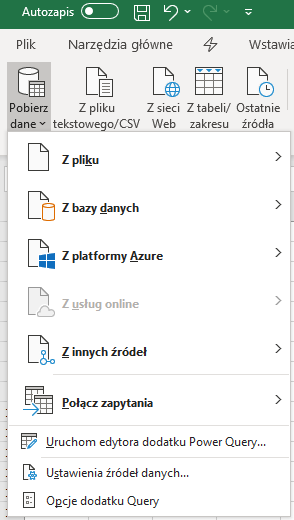 Autozapis
Plik Narzędzia główne Wstawia
Pobierz dane
Z pliku tekstowego/CSV
Z sieci Web
Z tabeli/ zakresu
Ostatnie źródła
Z pliku
Z bazy danych
Z platformy Azure
Z usług online
Z innych źródeł
Połącz zapytania
Uruchom edytora dodatku Power Query...
Ustawienia źródeł danych...
Opcje dodatku Query